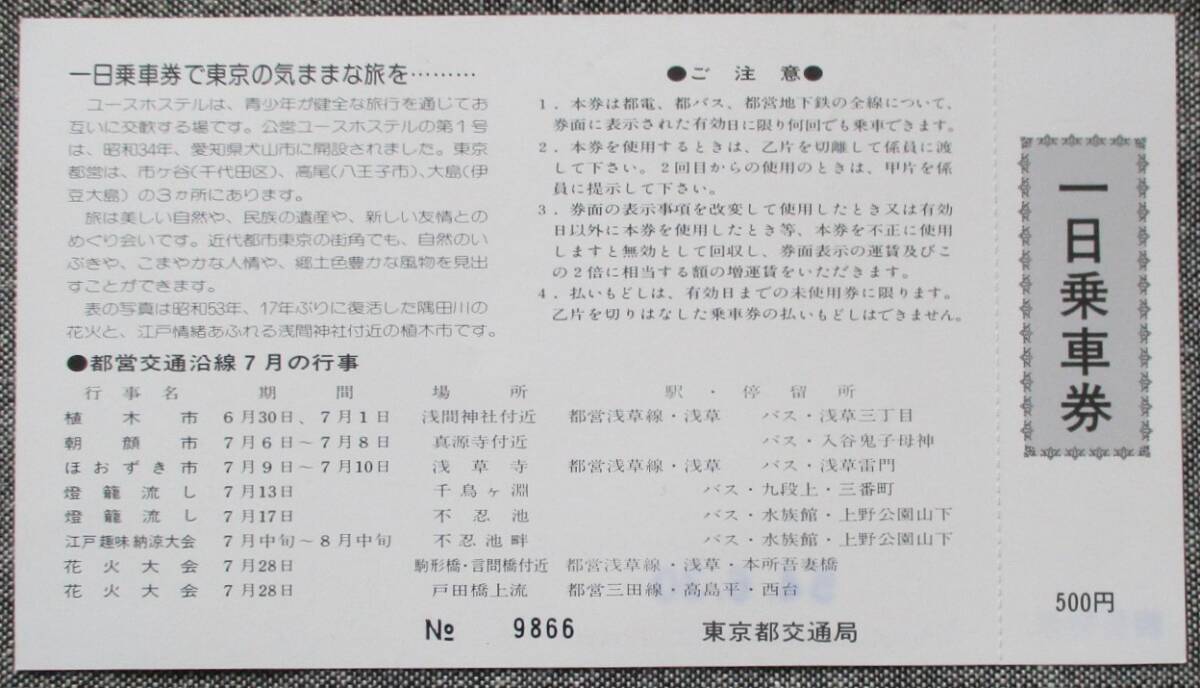 一日乗車券で東京の気ままな旅を………
ユースホステルは、青少年が健全な旅行を通じてお
互いに交歓する場です。公営ユースホステルの第1号
は、昭和34年、愛知県犬山市に開設されました。東京
都営は、市ヶ谷(千代田区)、高尾(八王子市)、大島(伊
豆大島)の3ヵ所にあります。
旅は美しい自然や、民族の遺産や、新しい友情との
めぐり会いです。近代都市東京の街角でも、自然のい
ぶきや、こまやかな人情や、郷土色豊かな風物を見出
すことができます。
表の写真は昭和53年、17年ぶりに復活した隅田川の
花火と、江戸情緒あふれる浅間神社付近の植木市です。
●ご注意●
1.本券は都電、都バス、都営地下鉄の全線について、
券面に表示された有効日に限り何回でも乗車できます。
2.本券を使用するときは、乙片を切離して係員に渡
して下さい。2回目からの使用のときは、甲片を係
員に提示して下さい。
3.券面の表示事項を改変して使用したとき又は有効
日以外に本券を使用したとき等、本券を不正に使用
しますと無効として回収し、券面表示の運賃及びこ
の2倍に相当する額の増運賃をいただきます。
4.払いもどしは、有効日までの未使用券に限ります。
乙片を切りはなした乗車券の払いもどしはできません。
●都営交通沿線7月の行事
行事名 期間 場所 駅・停留所
植木市 6月30日、7月1日 浅間神社付近 都営浅草線・浅草 バス・浅草三丁目
朝顔市 7月6日〜7月8日 真源寺付近 バス・入谷鬼子母神
ほおずき市 7月9日〜7月10日 浅草寺 都営浅草線・浅草 バス・浅草雷門
燈籠流し 7月13日 千鳥ヶ淵 バス・九段上・三番町
燈籠流し 7月17日 不忍池 バス・水族館・上野公園山下
江戸趣味納涼大会 7月中旬〜8月中旬 不忍池畔 バス・水族館・上野公園山下
花火大会 7月28日 駒形橋・言問橋付近 都営浅草線・浅草・本所吾妻橋
花火大会 7月28日 戸田橋上流 都営三田線・高島平・西台
№ 9866 東京都交通局
一日乗車券
500円